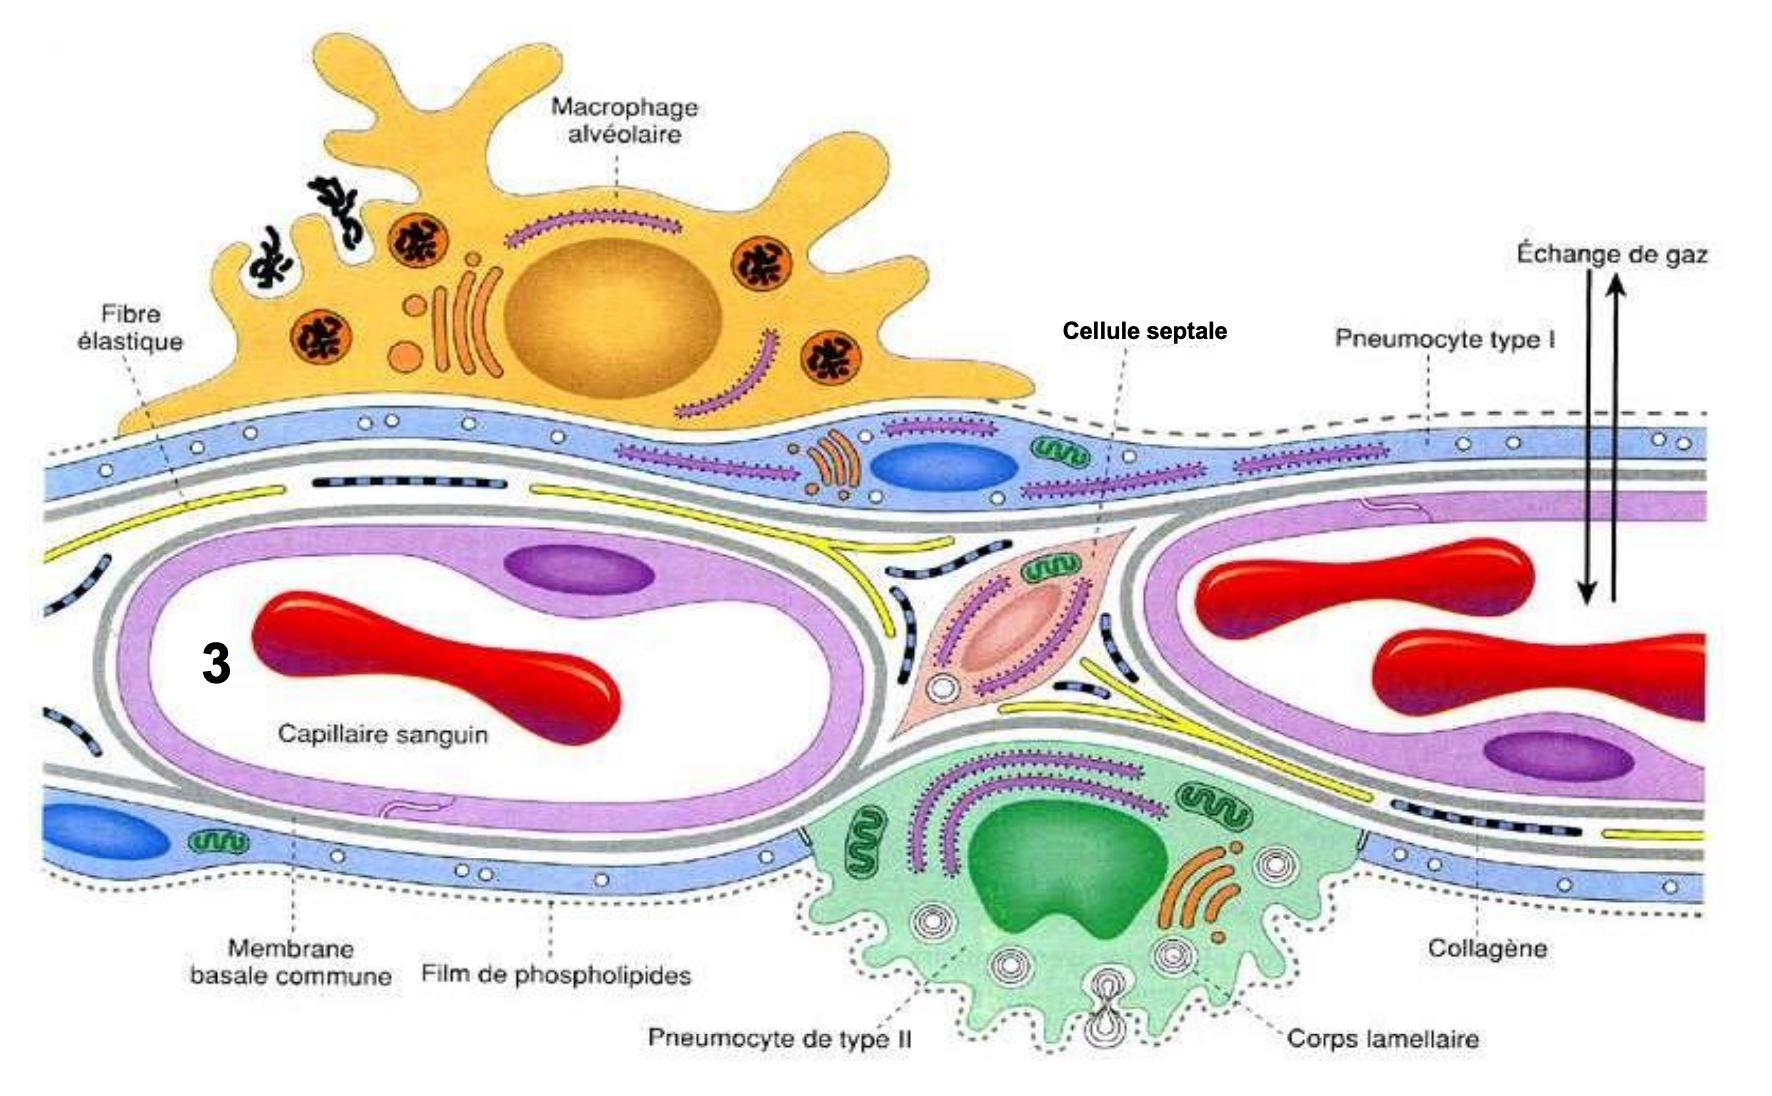 Macrophage
alvéolaire
Échange de gaz
Fibre
élastique
Cellule septale
Pneumocyte type I
3
Capillaire sanguin
Membrane
basale commune
Film de phospholipides
Collagène
Pneumocyte de type II
Corps lamellaire